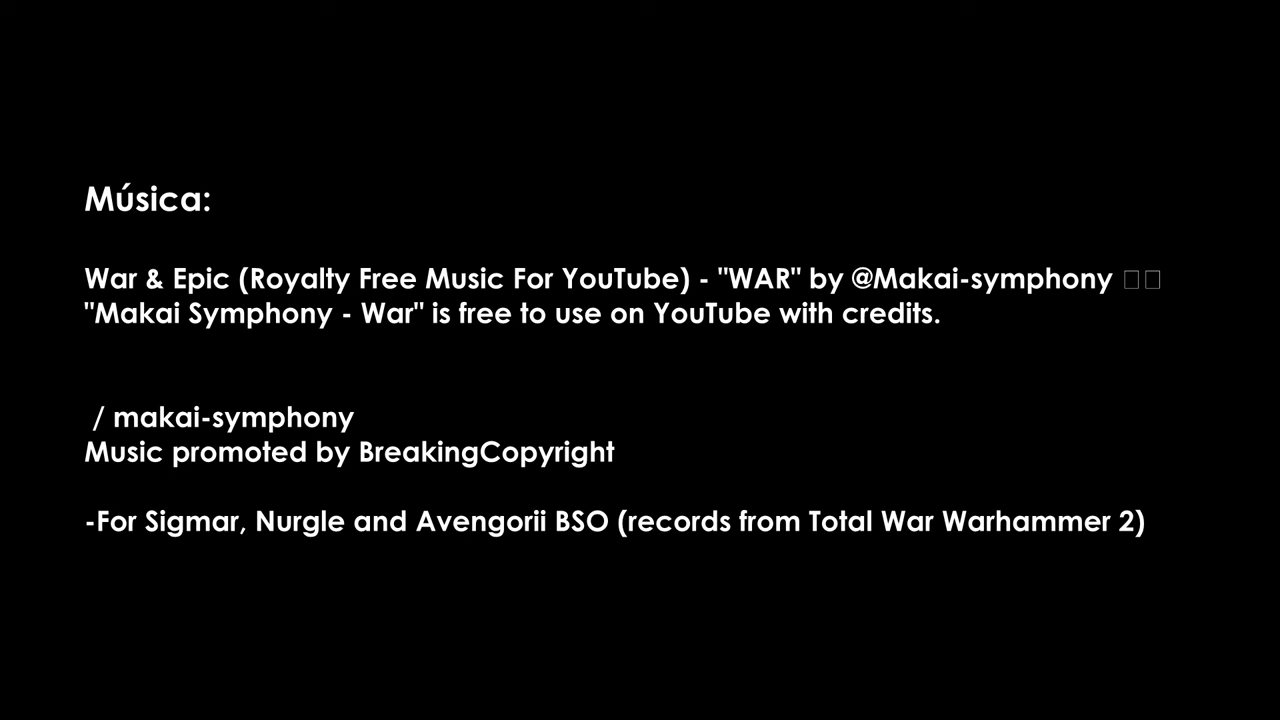 Música:
War & Epic (Royalty Free Music For YouTube) - "WAR" by @Makai-symphony □□
"Makai Symphony - War" is free to use on YouTube with credits.
/ makai-symphony
Music promoted by BreakingCopyright
-For Sigmar, Nurgle and Avengorii BSO (records from Total War Warhammer 2)